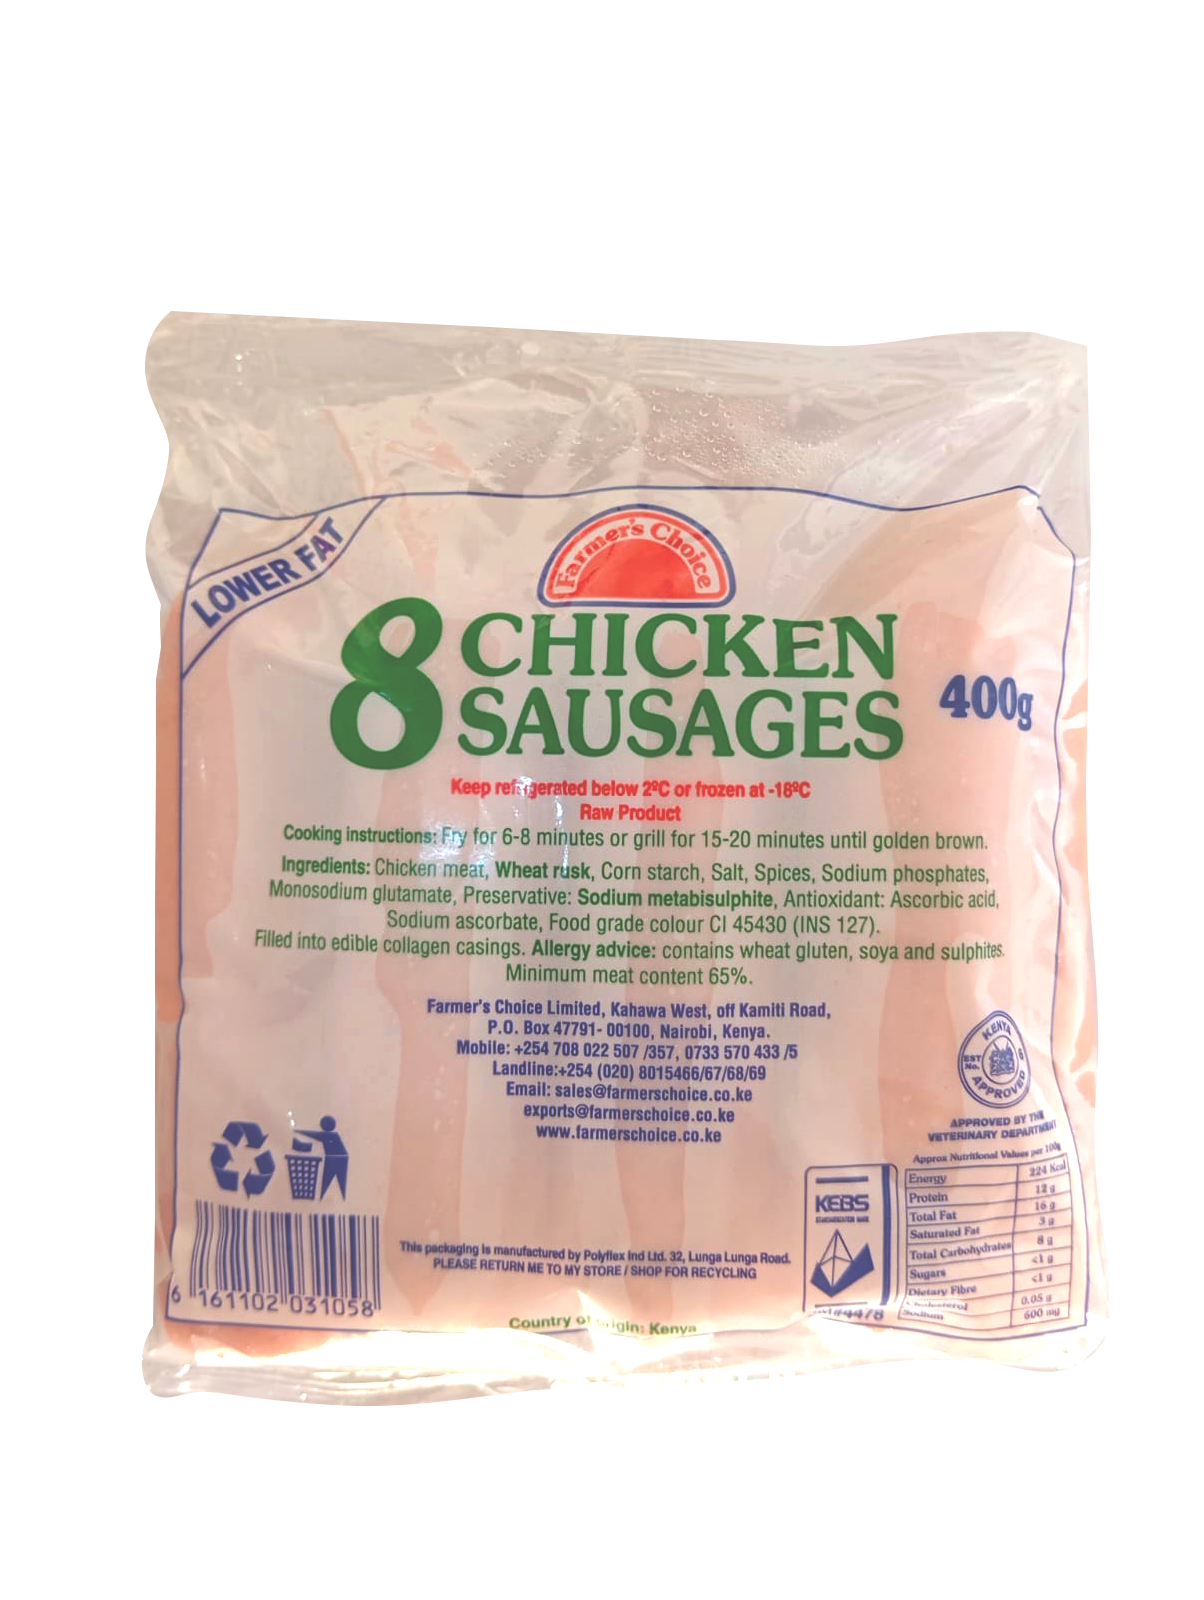 LOWER FAT
Farmer's Choice
8 CHICKEN
SAUSAGES
400g
Keep refrigerated below 2ºC or frozen at -18ºC
Raw Product
Cooking instructions: Fry for 6-8 minutes or grill for 15-20 minutes until golden brown.
Ingredients: Chicken meat, Wheat rusk, Corn starch, Salt, Spices, Sodium phosphates,
Monosodium glutamate, Preservative: Sodium metabisulphite, Antioxidant: Ascorbic acid,
Sodium ascorbate, Food grade colour CI 45430 (INS 127).
Filled into edible collagen casings. Allergy advice: contains wheat gluten, soya and sulphites.
Minimum meat content 65%.
Farmer's Choice Limited, Kahawa West, off Kamiti Road,
P.O. Box 47791- 00100, Nairobi, Kenya.
Mobile: +254 708 022 507 /357, 0733 570 433 /5
Landline:+254 (020) 8015466/67/68/69
Email: sales@farmerschoice.co.ke
exports@farmerschoice.co.ke
www.farmerschoice.co.ke
KENYA
EST No. 6
APPROVED
APPROVED BY THE
VETERINARY DEPARTMENT
Approx Nutritional Values per 100g
Energy 224 Kcal
Protein 12 g
Total Fat 16 g
Saturated Fat 3 g
Total Carbohydrates 8 g
Sugars <1 g
Dietary Fibre <1 g
Cholesterol 0.05 g
Sodium 600 mg
KEBS
This packaging is manufactured by Polyflex Ind Ltd. 32, Lunga Lunga Road.
PLEASE RETURN ME TO MY STORE / SHOP FOR RECYCLING
6 161102 031058
Country of origin: Kenya